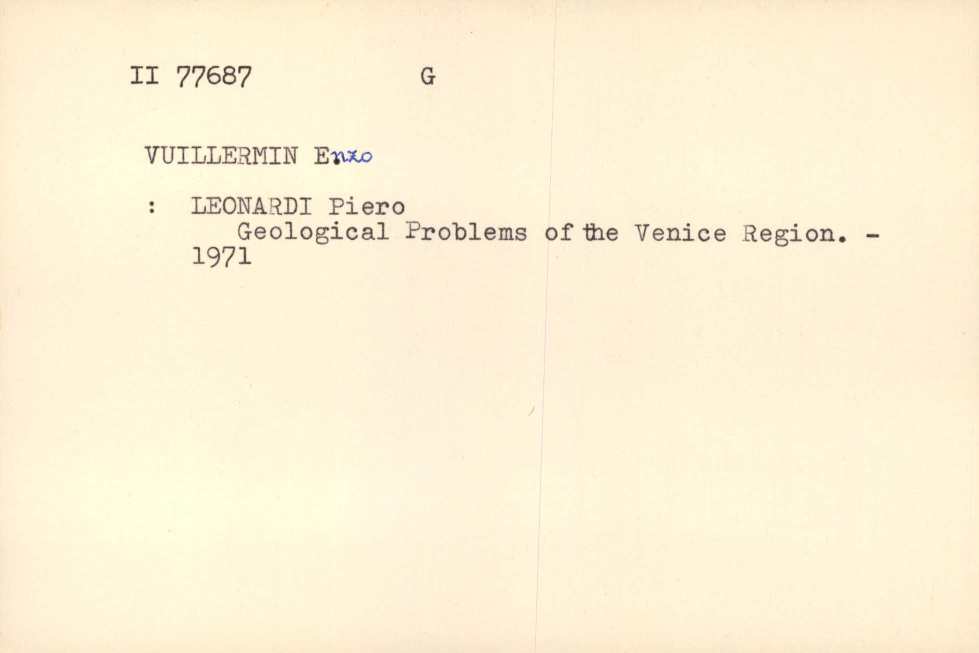 II 77687 G
VUILLERMIN Enzo
: LEONARDI Piero
Geological Problems of the Venice Region. -
1971